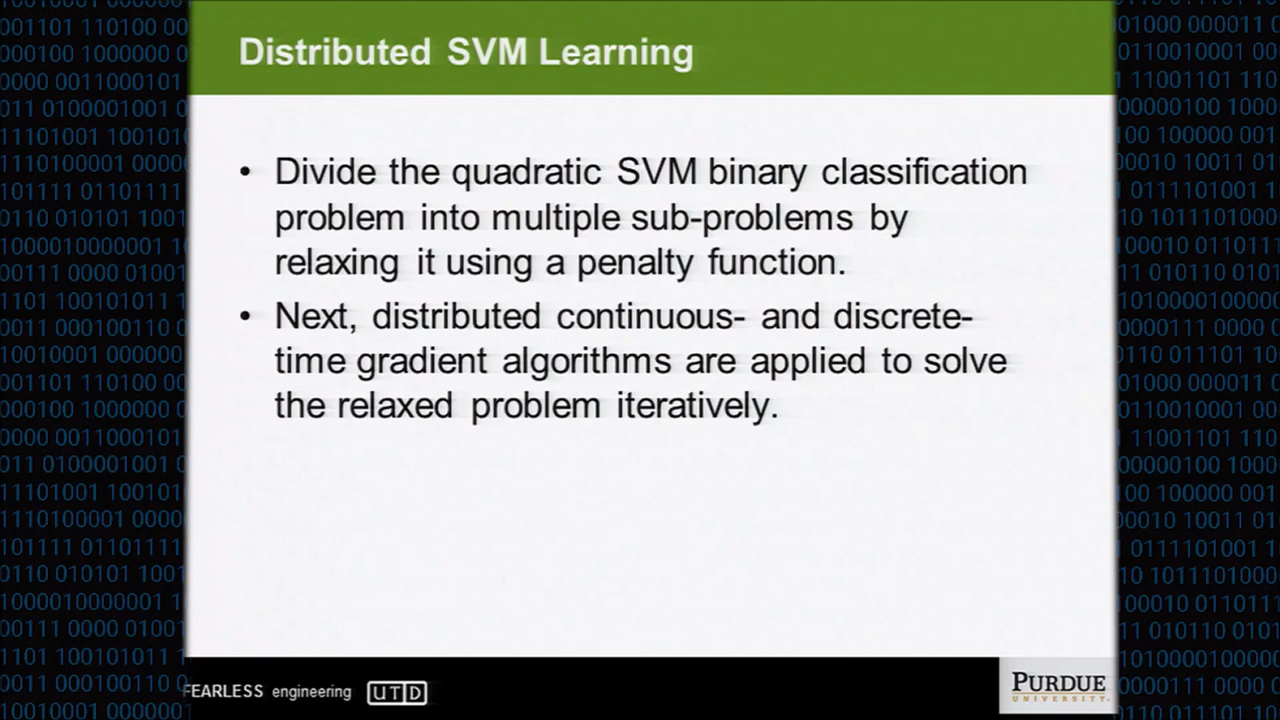 Distributed SVM Learning
• Divide the quadratic SVM binary classification
problem into multiple sub-problems by
relaxing it using a penalty function.
• Next, distributed continuous- and discrete-
time gradient algorithms are applied to solve
the relaxed problem iteratively.
FEARLESS engineering UTD
PURDUE
UNIVERSITY